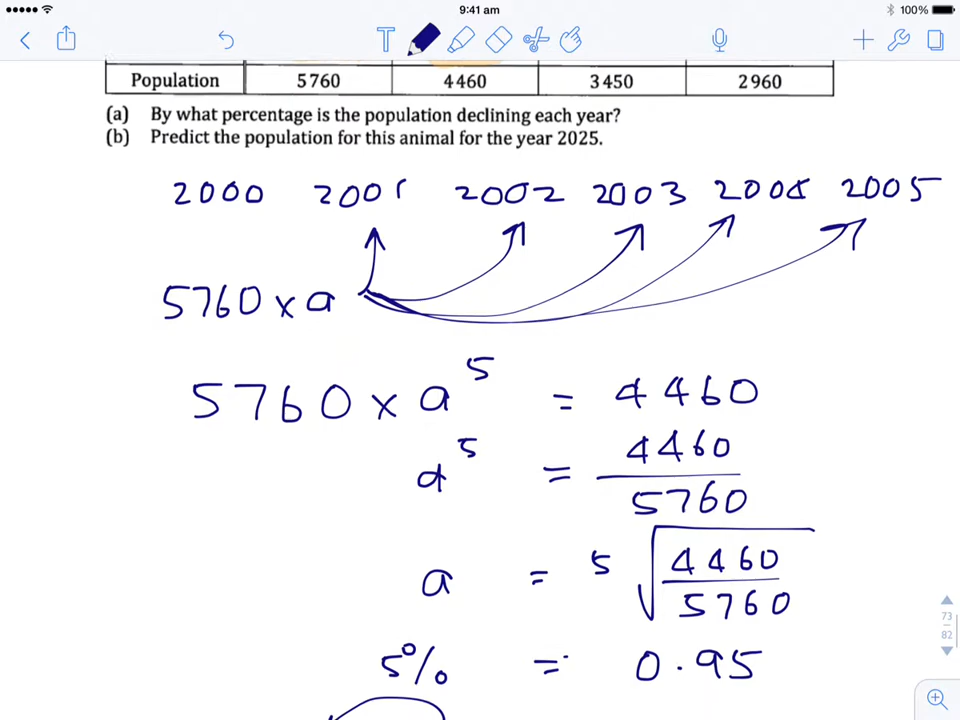 9:41 am
100%
T
Population 5760 4460 3450 2960
(a) By what percentage is the population declining each year?
(b) Predict the population for this animal for the year 2025.
2000 2001 2002 2003 2004 2005
5760 x a
5760 x a^5 = 4460
a^5 = 4460/5760
a = 5√4460/5760
5% = 0.95
73
82